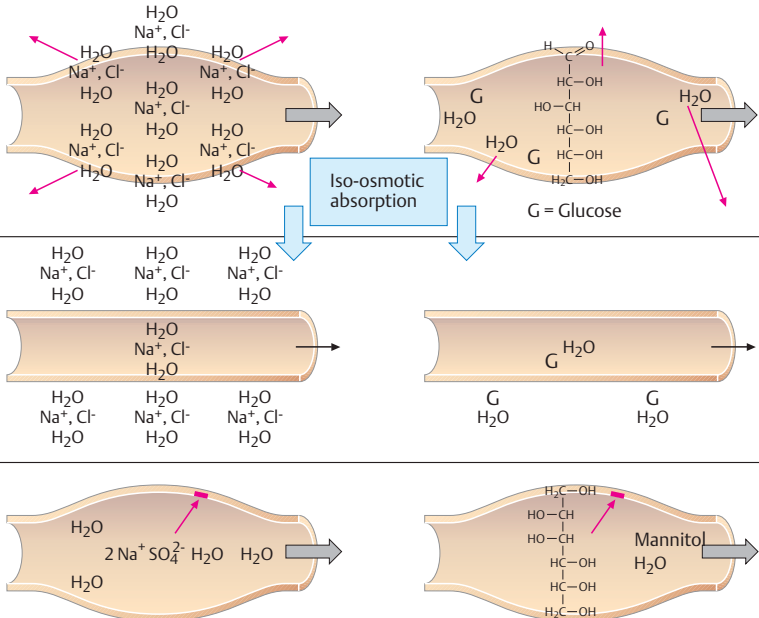 H₂O
Na⁺, Cl⁻
H₂O H₂O H₂O
Na⁺, Cl⁻ Na⁺, Cl⁻
H₂O H₂O H₂O
Na⁺, Cl⁻
H₂O H₂O H₂O
Na⁺, Cl⁻ Na⁺, Cl⁻
H₂O H₂O H₂O
Na⁺, Cl⁻
H₂O
H C O
HC–OH
HO–CH
HC–OH
HC–OH
H₂C–OH
G
H₂O
H₂O
G
G
H₂O
G = Glucose
Iso-osmotic
absorption
H₂O H₂O H₂O
Na⁺, Cl⁻ Na⁺, Cl⁻ Na⁺, Cl⁻
H₂O H₂O H₂O
H₂O
Na⁺, Cl⁻
H₂O
H₂O H₂O H₂O
Na⁺, Cl⁻ Na⁺, Cl⁻ Na⁺, Cl⁻
H₂O H₂O H₂O
H₂O
G
G G
H₂O H₂O
H₂O
2 Na⁺ SO₄²⁻ H₂O H₂O
H₂O
H₂C–OH
HO–CH
HO–CH
HC–OH
HC–OH
H₂C–OH
Mannitol
H₂O